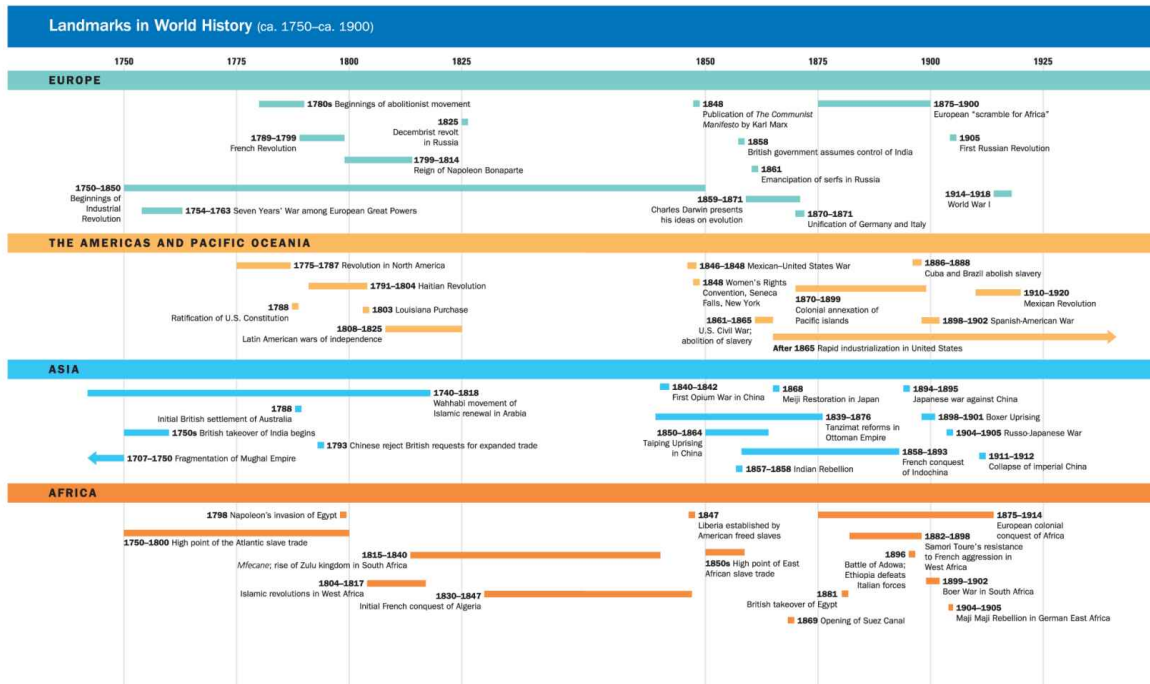 Landmarks in World History (ca. 1750–ca. 1900)
1750 1775 1800 1825 1850 1875 1900 1925
EUROPE
1780s Beginnings of abolitionist movement
1825
Decembrist revolt
in Russia
1789–1799
French Revolution
1799–1814
Reign of Napoleon Bonaparte
1750–1850
Beginnings of
Industrial
Revolution
1754–1763 Seven Years' War among European Great Powers
1848
Publication of The Communist
Manifesto by Karl Marx
1858
British government assumes control of India
1861
Emancipation of serfs in Russia
1859–1871
Charles Darwin presents
his ideas on evolution
1870–1871
Unification of Germany and Italy
1875–1900
European “scramble for Africa”
1905
First Russian Revolution
1914–1918
World War I
THE AMERICAS AND PACIFIC OCEANIA
1775–1787 Revolution in North America
1791–1804 Haitian Revolution
1788
Ratification of U.S. Constitution
1803 Louisiana Purchase
1808–1825
Latin American wars of independence
1846–1848 Mexican–United States War
1848 Women's Rights
Convention, Seneca
Falls, New York
1861–1865
U.S. Civil War;
abolition of slavery
1870–1899
Colonial annexation of
Pacific islands
1886–1888
Cuba and Brazil abolish slavery
1910–1920
Mexican Revolution
1898–1902 Spanish-American War
After 1865 Rapid industrialization in United States
ASIA
1740–1818
Wahhabi movement of
Islamic renewal in Arabia
1788
Initial British settlement of Australia
1750s British takeover of India begins
1793 Chinese reject British requests for expanded trade
1707–1750 Fragmentation of Mughal Empire
1840–1842
First Opium War in China
1868
Meiji Restoration in Japan
1894–1895
Japanese war against China
1839–1876
Tanzimat reforms in
Ottoman Empire
1850–1864
Taiping Uprising
in China
1898–1901 Boxer Uprising
1904–1905 Russo-Japanese War
1858–1893
French conquest
of Indochina
1857–1858 Indian Rebellion
1911–1912
Collapse of imperial China
AFRICA
1798 Napoleon's invasion of Egypt
1750–1800 High point of the Atlantic slave trade
1815–1840
Mfecane; rise of Zulu kingdom in South Africa
1804–1817
Islamic revolutions in West Africa
1830–1847
Initial French conquest of Algeria
1847
Liberia established by
American freed slaves
1850s High point of East
African slave trade
1875–1914
European colonial
conquest of Africa
1882–1898
Samori Toure's resistance
to French aggression in
West Africa
1896
Battle of Adowa;
Ethiopia defeats
Italian forces
1881
British takeover of Egypt
1869 Opening of Suez Canal
1899–1902
Boer War in South Africa
1904–1905
Maji Maji Rebellion in German East Africa